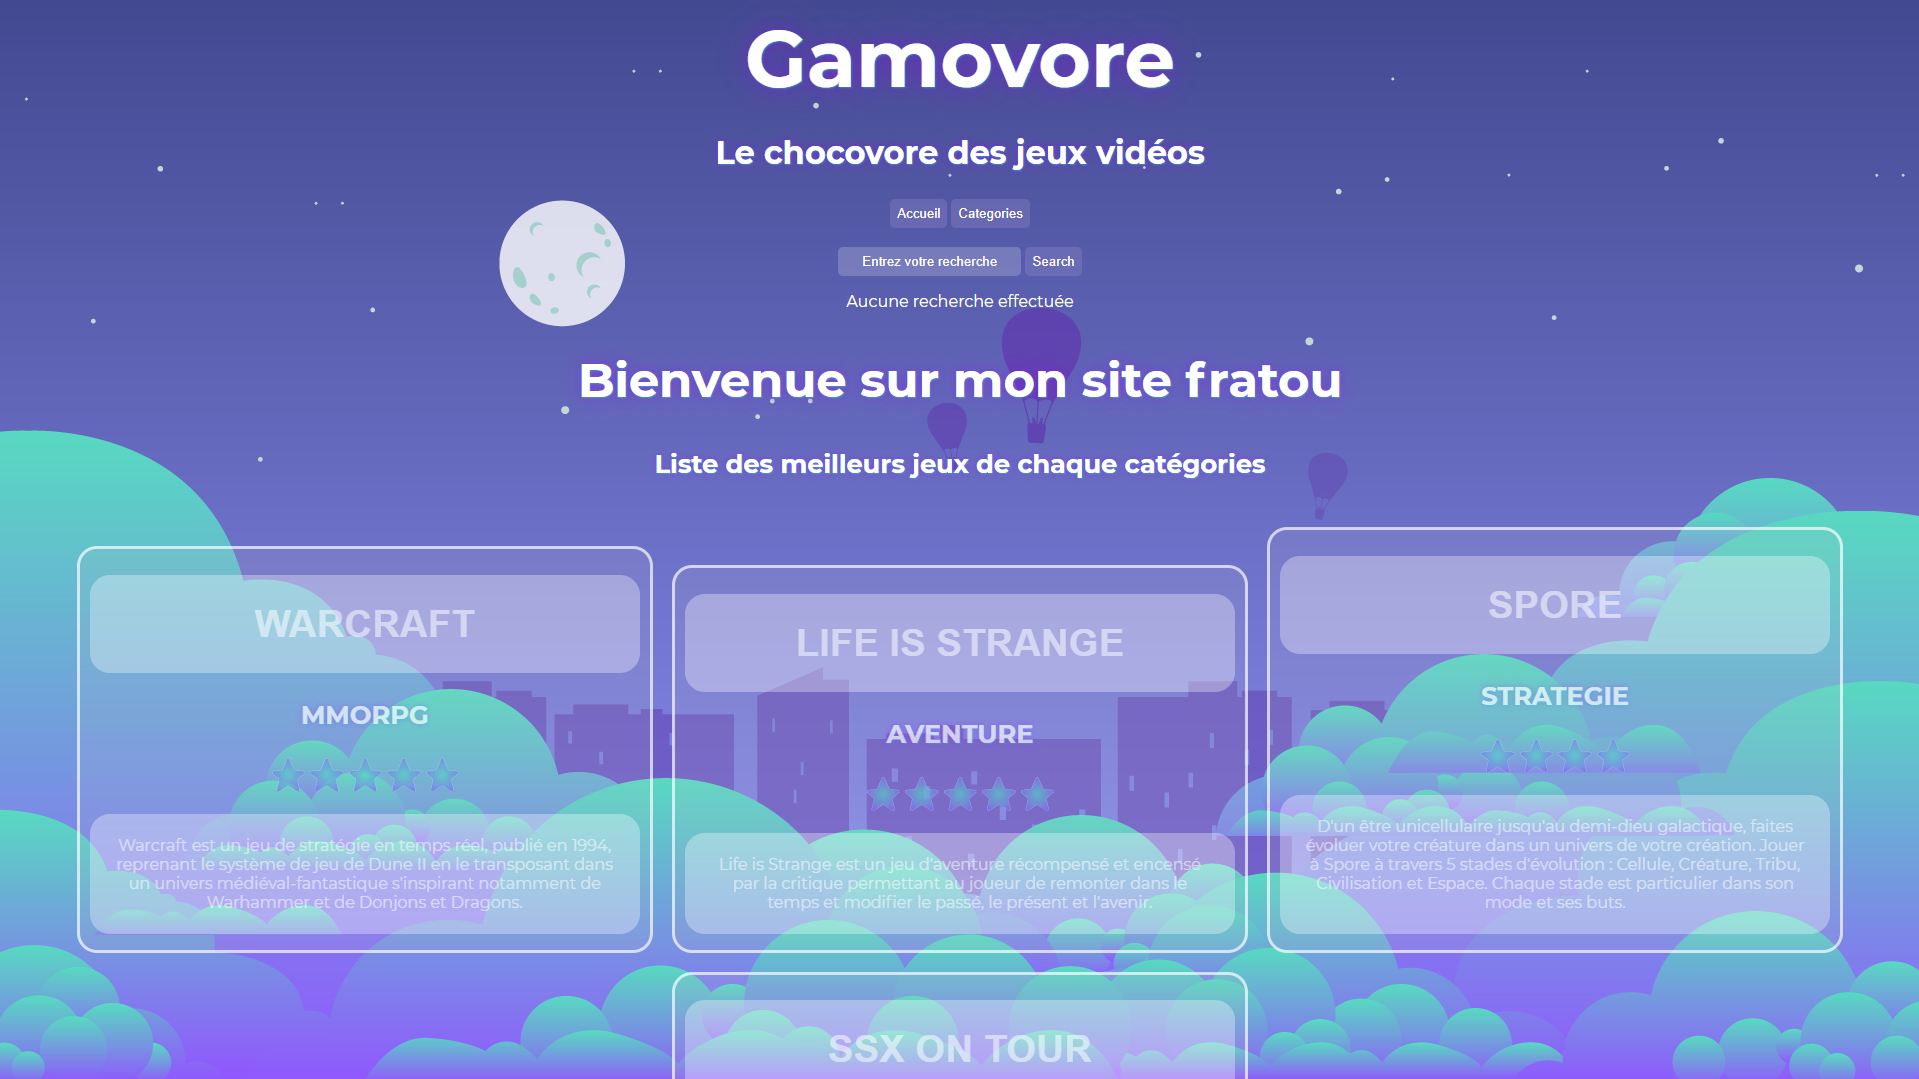 Gamovore
Le chocovore des jeux vidéos
Accueil
Categories
Entrez votre recherche
Search
Aucune recherche effectuée
Bienvenue sur mon site fratou
Liste des meilleurs jeux de chaque catégories
WARCRAFT
MMORPG
Warcraft est un jeu de stratégie en temps réel, publié en 1994,
reprenant le système de jeu de Dune II en le transposant dans
un univers médiéval-fantastique s'inspirant notamment de
Warhammer et de Donjons et Dragons.
LIFE IS STRANGE
AVENTURE
Life is Strange est un jeu d'aventure récompensé et encensé
par la critique permettant au joueur de remonter dans le
temps et modifier le passé, le présent et l'avenir.
SPORE
STRATEGIE
D'un être unicellulaire jusqu'au demi-dieu galactique, faites
évoluer votre créature dans un univers de votre création. Jouer
à Spore à travers 5 stades d'évolution : Cellule, Créature, Tribu,
Civilisation et Espace. Chaque stade est particulier dans son
mode et ses buts.
SSX ON TOUR